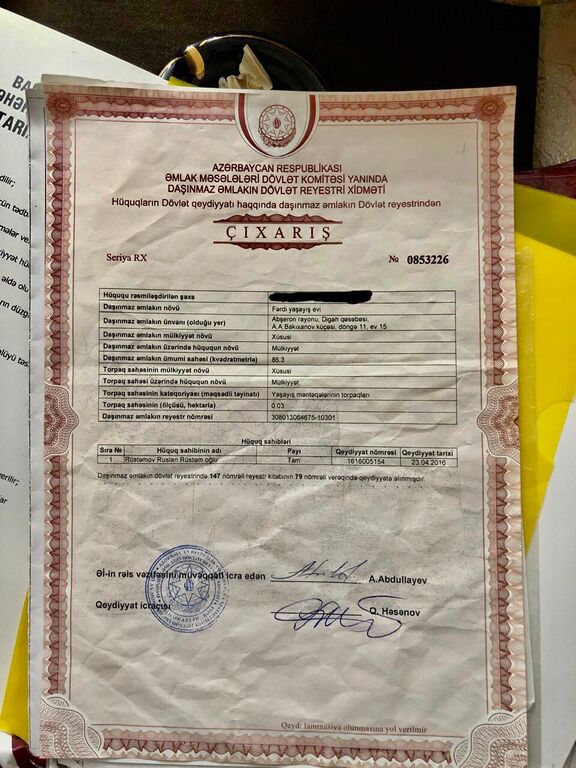 AZƏRBAYCAN RESPUBLİKASI
ƏMLAK MƏSƏLƏLƏRİ DÖVLƏT KOMİTƏSİ YANINDA
DAŞINMAZ ƏMLAKIN DÖVLƏT REYESTRİ XİDMƏTİ
Hüquqların Dövlət qeydiyyatı haqqında daşınmaz əmlakın Dövlət reyestrindən
ÇIXARIŞ
Seriya RX № 0853226
Hüququ rəsmiləşdirilən şəxs
Daşınmaz əmlakın növü Fərdi yaşayış evi
Daşınmaz əmlakın ünvanı (olduğu yer) Abşeron rayonu, Digah qəsəbəsi,
A.A.Bakıxanov küçəsi, döngə 11, ev 15
Daşınmaz əmlakın mülkiyyət növü Xüsusi
Daşınmaz əmlakın üzərində hüququn növü Mülkiyyət
Daşınmaz əmlakın ümumi sahəsi (kvadratmetrlə) 85.3
Torpaq sahəsinin mülkiyyət növü Xüsusi
Torpaq sahəsi üzərində hüququn növü Mülkiyyət
Torpaq sahəsinin kateqoriyası (məqsədli təyinatı) Yaşayış məntəqələrinin torpaqları
Torpaq sahəsinin (ölçüsü, hektarla) 0.03
Daşınmaz əmlakın reyestr nömrəsi 308013064675-10301
Hüquq sahibləri
Sıra № Hüquq sahibinin adı Payı Qeydiyyat nömrəsi Qeydiyyat tarixi
Rüstəmov Ruslan Rüstəm oğlu Tam 1616005154 23.04.2016
Daşınmaz əmlakın dövlət reyestrində 147 nömrəli reyestr kitabının 79 nömrəli vərəqində qeydiyyata alınmışdır.
Əİ-in rəis vəzifəsini müvəqqəti icra edən A.Abdullayev
Qeydiyyat icraçısı Q. Həsənov
Qeyd: laminasiya olunmasına yol verilmir